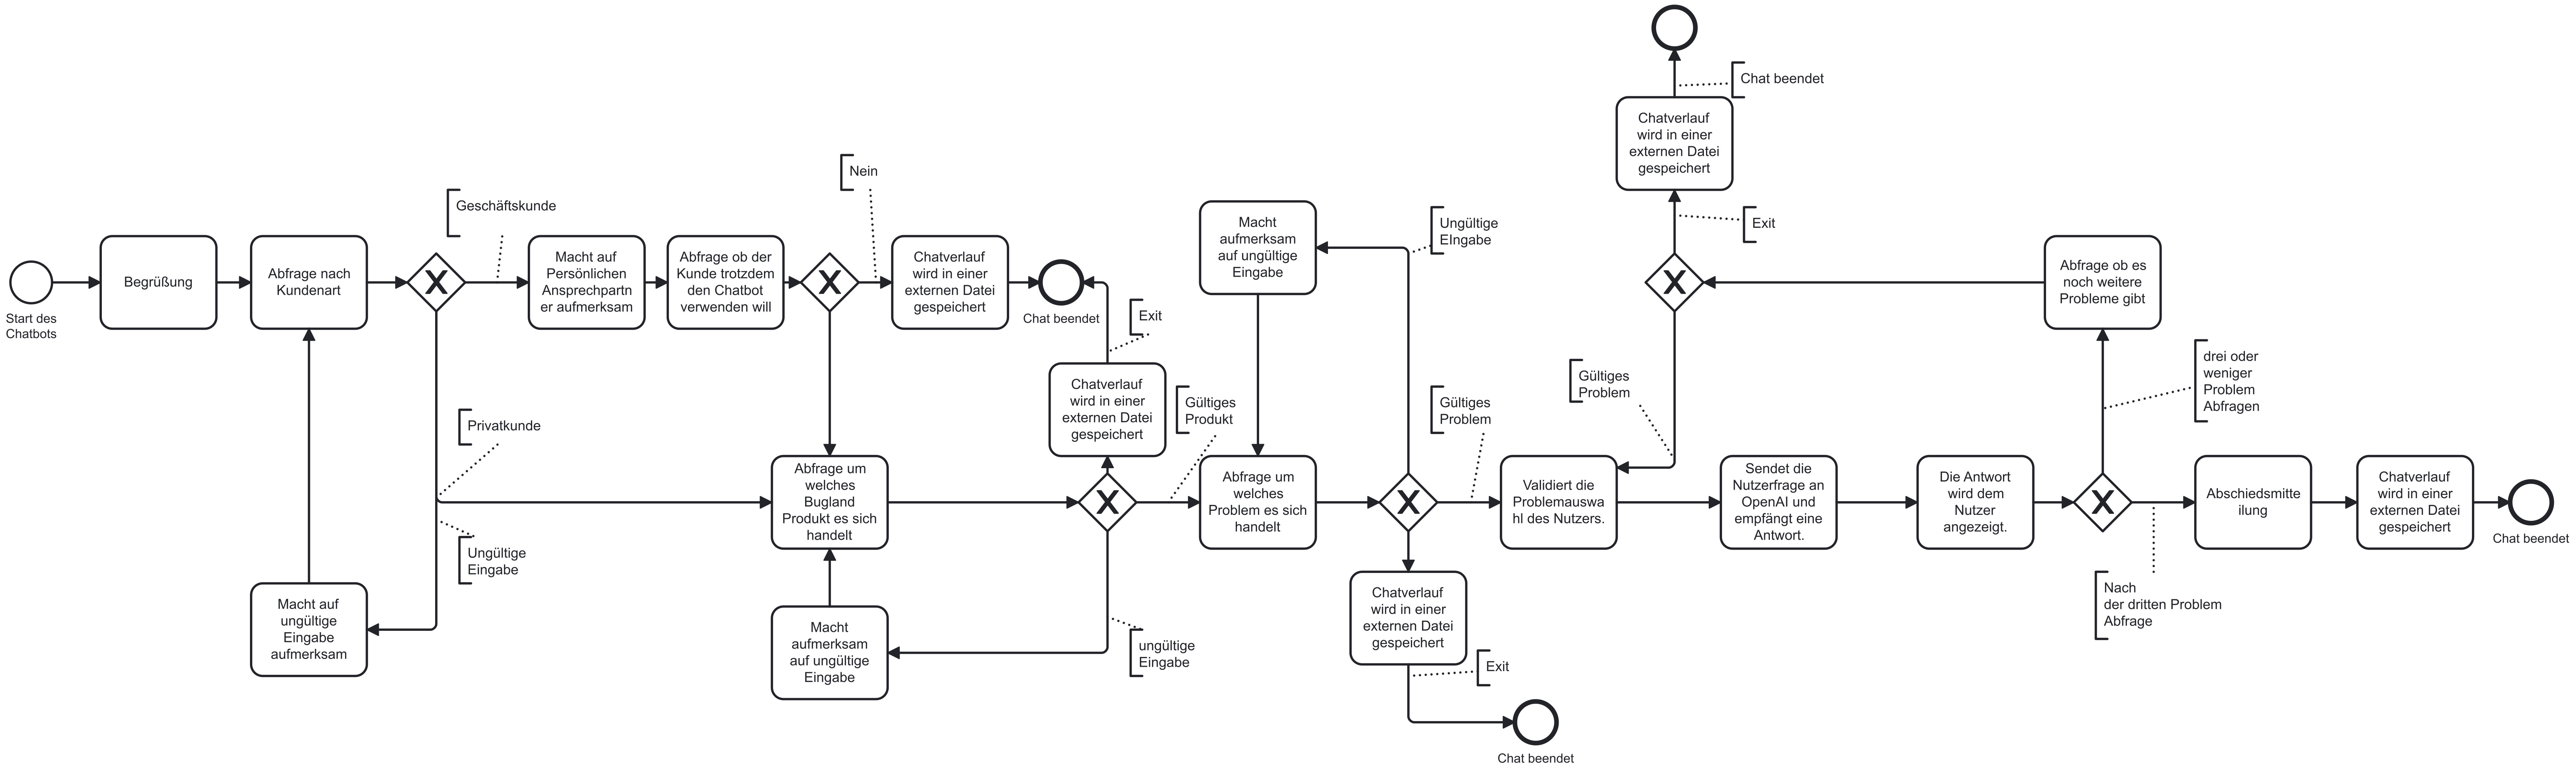 Start des
Chatbots
Begrüßung
Abfrage nach
Kundenart
Macht auf
ungültige
Eingabe
aufmerksam
X
Geschäftskunde
Privatkunde
Ungültige
Eingabe
Macht auf
Persönlichen
Ansprechpartn
er aufmerksam
Abfrage ob der
Kunde trotzdem
den Chatbot
verwenden will
X
Nein
Chatverlauf
wird in einer
externen Datei
gespeichert
Chat beendet
Abfrage um
welches
Bugland
Produkt es sich
handelt
Macht
aufmerksam
auf ungültige
Eingabe
Exit
Chatverlauf
wird in einer
externen Datei
gespeichert
X
Gültiges
Produkt
ungültige
Eingabe
Macht
aufmerksam
auf ungültige
Eingabe
Abfrage um
welches
Problem es sich
handelt
Ungültige
EIngabe
X
Gültiges
Problem
Chatverlauf
wird in einer
externen Datei
gespeichert
Exit
Chat beendet
Validiert die
Problemauswa
hl des Nutzers.
Chat beendet
Chatverlauf
wird in einer
externen Datei
gespeichert
Exit
X
Gültiges
Problem
Sendet die
Nutzerfrage an
OpenAI und
empfängt eine
Antwort.
Die Antwort
wird dem
Nutzer
angezeigt.
Abfrage ob es
noch weitere
Probleme gibt
drei oder
weniger
Problem
Abfragen
X
Nach
der dritten Problem
Abfrage
Abschiedsmitte
ilung
Chatverlauf
wird in einer
externen Datei
gespeichert
Chat beendet